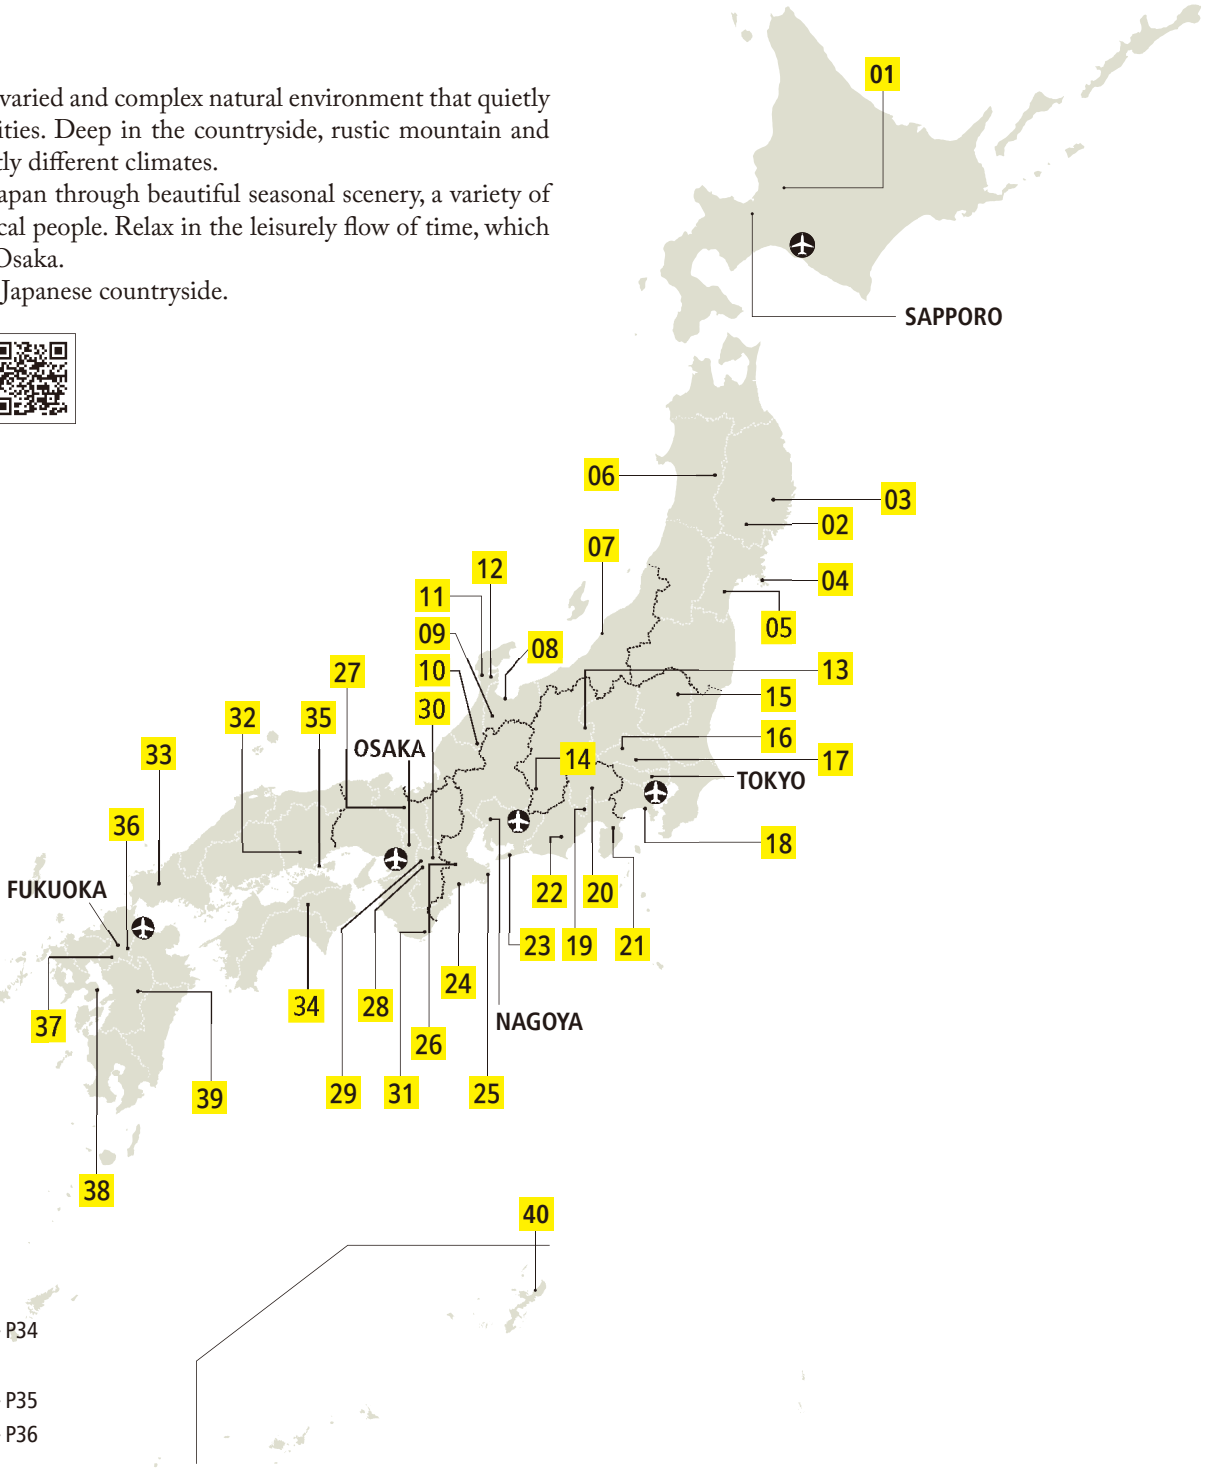 varied and complex natural environment that quietly
ities. Deep in the countryside, rustic mountain and
tly different climates.
apan through beautiful seasonal scenery, a variety of
cal people. Relax in the leisurely flow of time, which
Osaka.
Japanese countryside.
01
SAPPORO
06
03
02
07
12
04
11
05
09
08
10
13
27
15
30
32
35
16
OSAKA
33
14
17
TOKYO
36
18
FUKUOKA
22
20
23
19
21
24
34
28
NAGOYA
37
26
29
31
25
39
38
40
P34
P35
P36